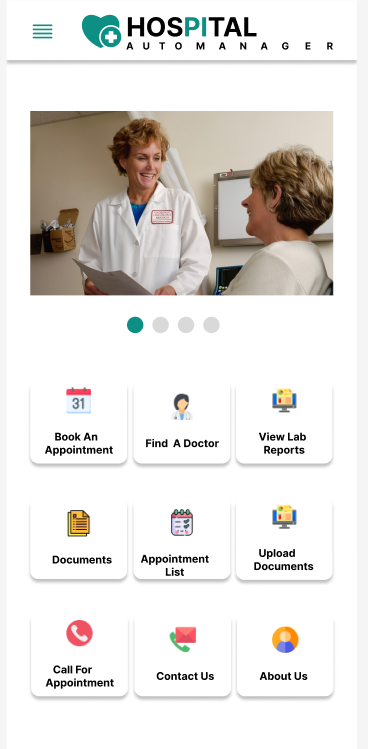 HOSPITAL
AUTOMANAGER
31
Book An
Appointment
Find A Doctor
View Lab
Reports
Documents
Appointment
List
Upload
Documents
Call For
Appointment
Contact Us
About Us